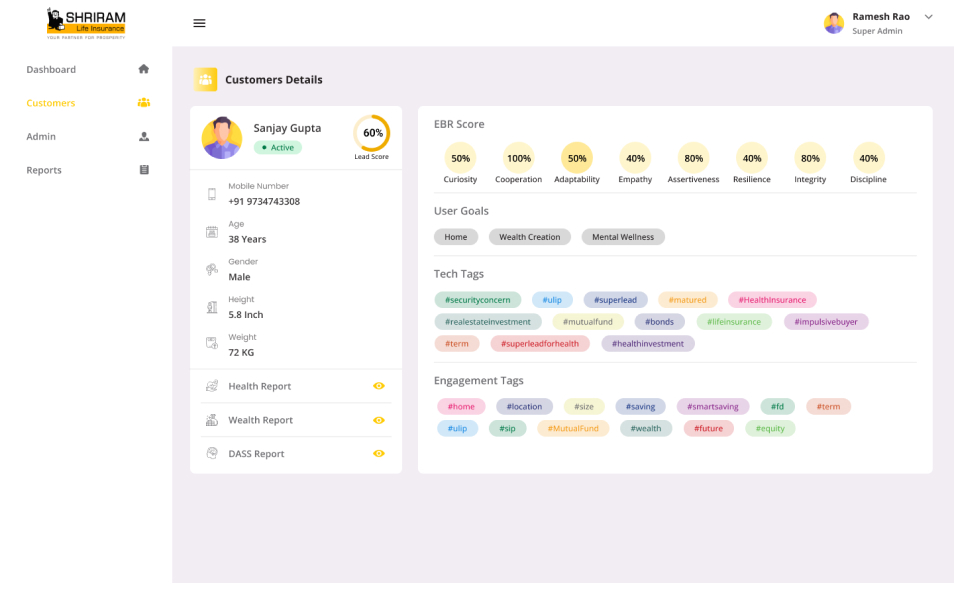 SHRIRAM
Life Insurance
YOUR PARTNER FOR PROSPERITY
Ramesh Rao
Super Admin
Dashboard
Customers
Admin
Reports
Customers Details
Sanjay Gupta
Active
60%
Lead Score
Mobile Number
+91 9734743308
Age
38 Years
Gender
Male
Height
5.8 Inch
Weight
72 KG
Health Report
Wealth Report
DASS Report
EBR Score
50% 100% 50% 40% 80% 40% 80% 40%
Curiosity Cooperation Adaptability Empathy Assertiveness Resilience Integrity Discipline
User Goals
Home Wealth Creation Mental Wellness
Tech Tags
#securityconcern #ulip #superlead #matured #HealthInsurance
#realestateinvestment #mutualfund #bonds #lifeinsurance #impulsivebuyer
#term #superleadforhealth #healthinvestment
Engagement Tags
#home #location #size #saving #smartsaving #fd #term
#ulip #sip #MutualFund #wealth #future #equity